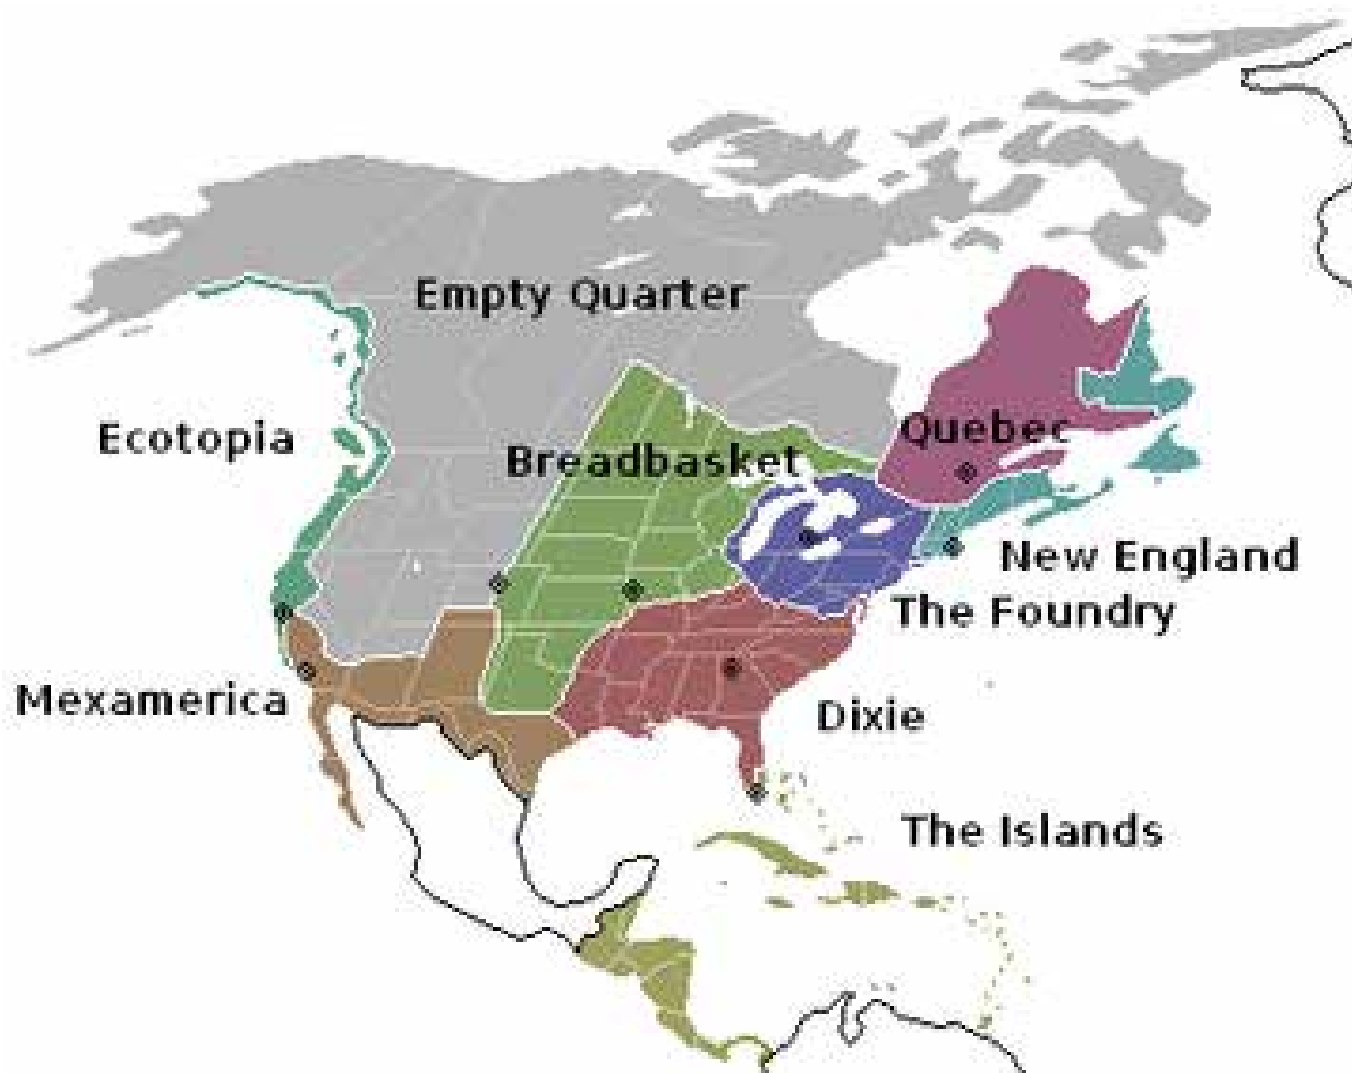 Empty Quarter
Ecotopia
Quebec
Breadbasket
New England
The Foundry
Mexamerica
Dixie
The Islands